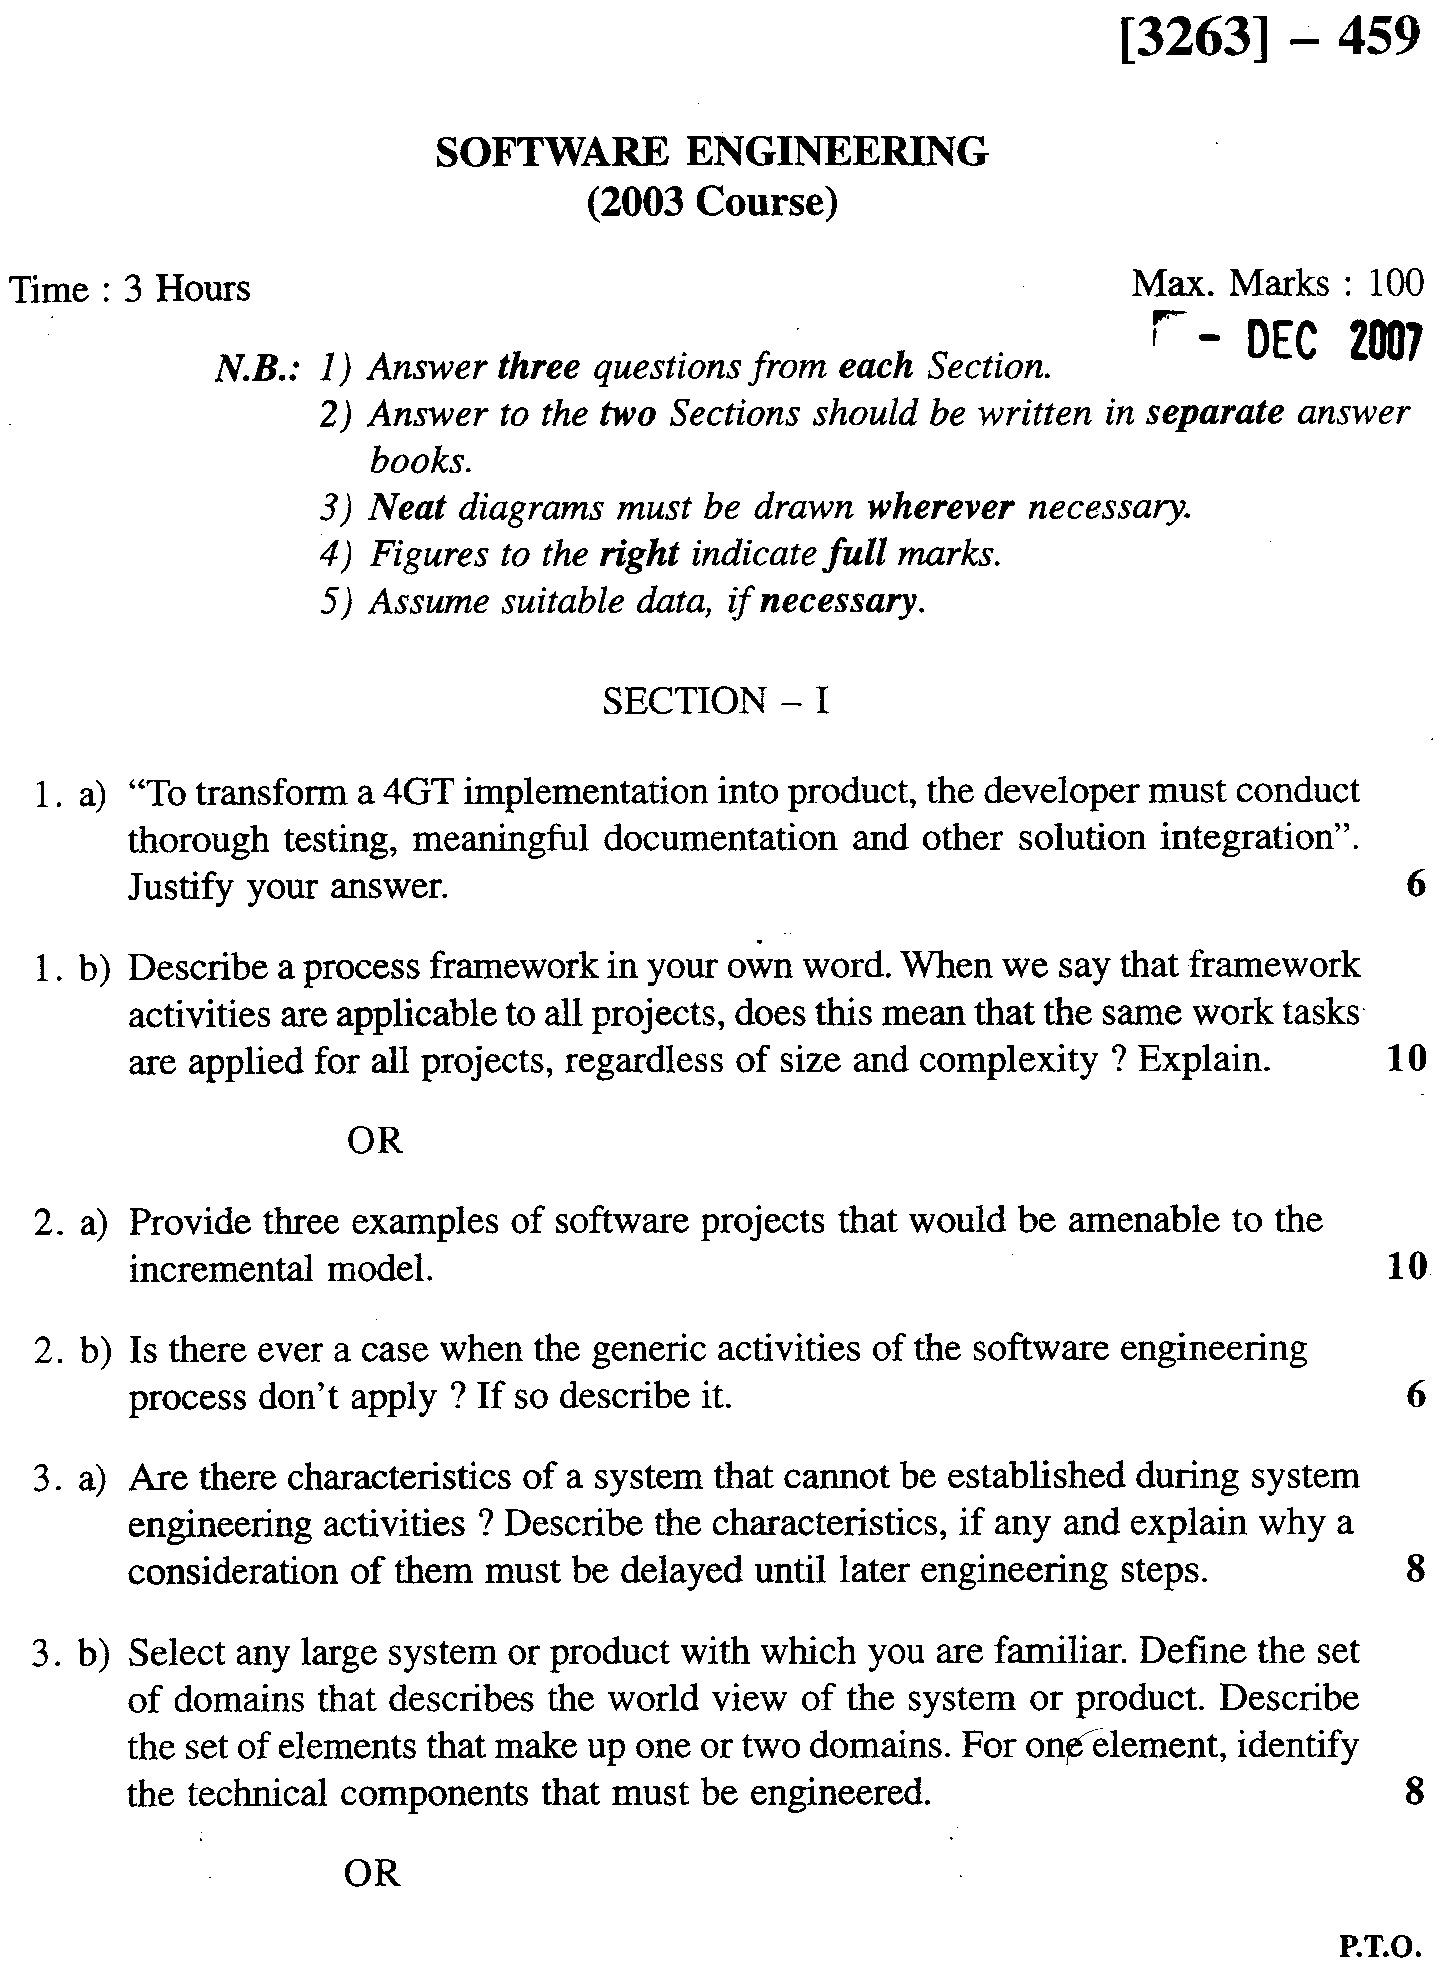 [3263] – 459
SOFTWARE ENGINEERING
(2003 Course)
Time : 3 Hours
Max. Marks : 100
- DEC 2007
N.B.: 1) Answer three questions from each Section.
2) Answer to the two Sections should be written in separate answer
books.
3) Neat diagrams must be drawn wherever necessary.
4) Figures to the right indicate full marks.
5) Assume suitable data, if necessary.
SECTION – I
1. a) “To transform a 4GT implementation into product, the developer must conduct
thorough testing, meaningful documentation and other solution integration”.
Justify your answer. 6
1. b) Describe a process framework in your own word. When we say that framework
activities are applicable to all projects, does this mean that the same work tasks
are applied for all projects, regardless of size and complexity ? Explain. 10
OR
2. a) Provide three examples of software projects that would be amenable to the
incremental model. 10
2. b) Is there ever a case when the generic activities of the software engineering
process don’t apply ? If so describe it. 6
3. a) Are there characteristics of a system that cannot be established during system
engineering activities ? Describe the characteristics, if any and explain why a
consideration of them must be delayed until later engineering steps. 8
3. b) Select any large system or product with which you are familiar. Define the set
of domains that describes the world view of the system or product. Describe
the set of elements that make up one or two domains. For one element, identify
the technical components that must be engineered. 8
OR
P.T.O.